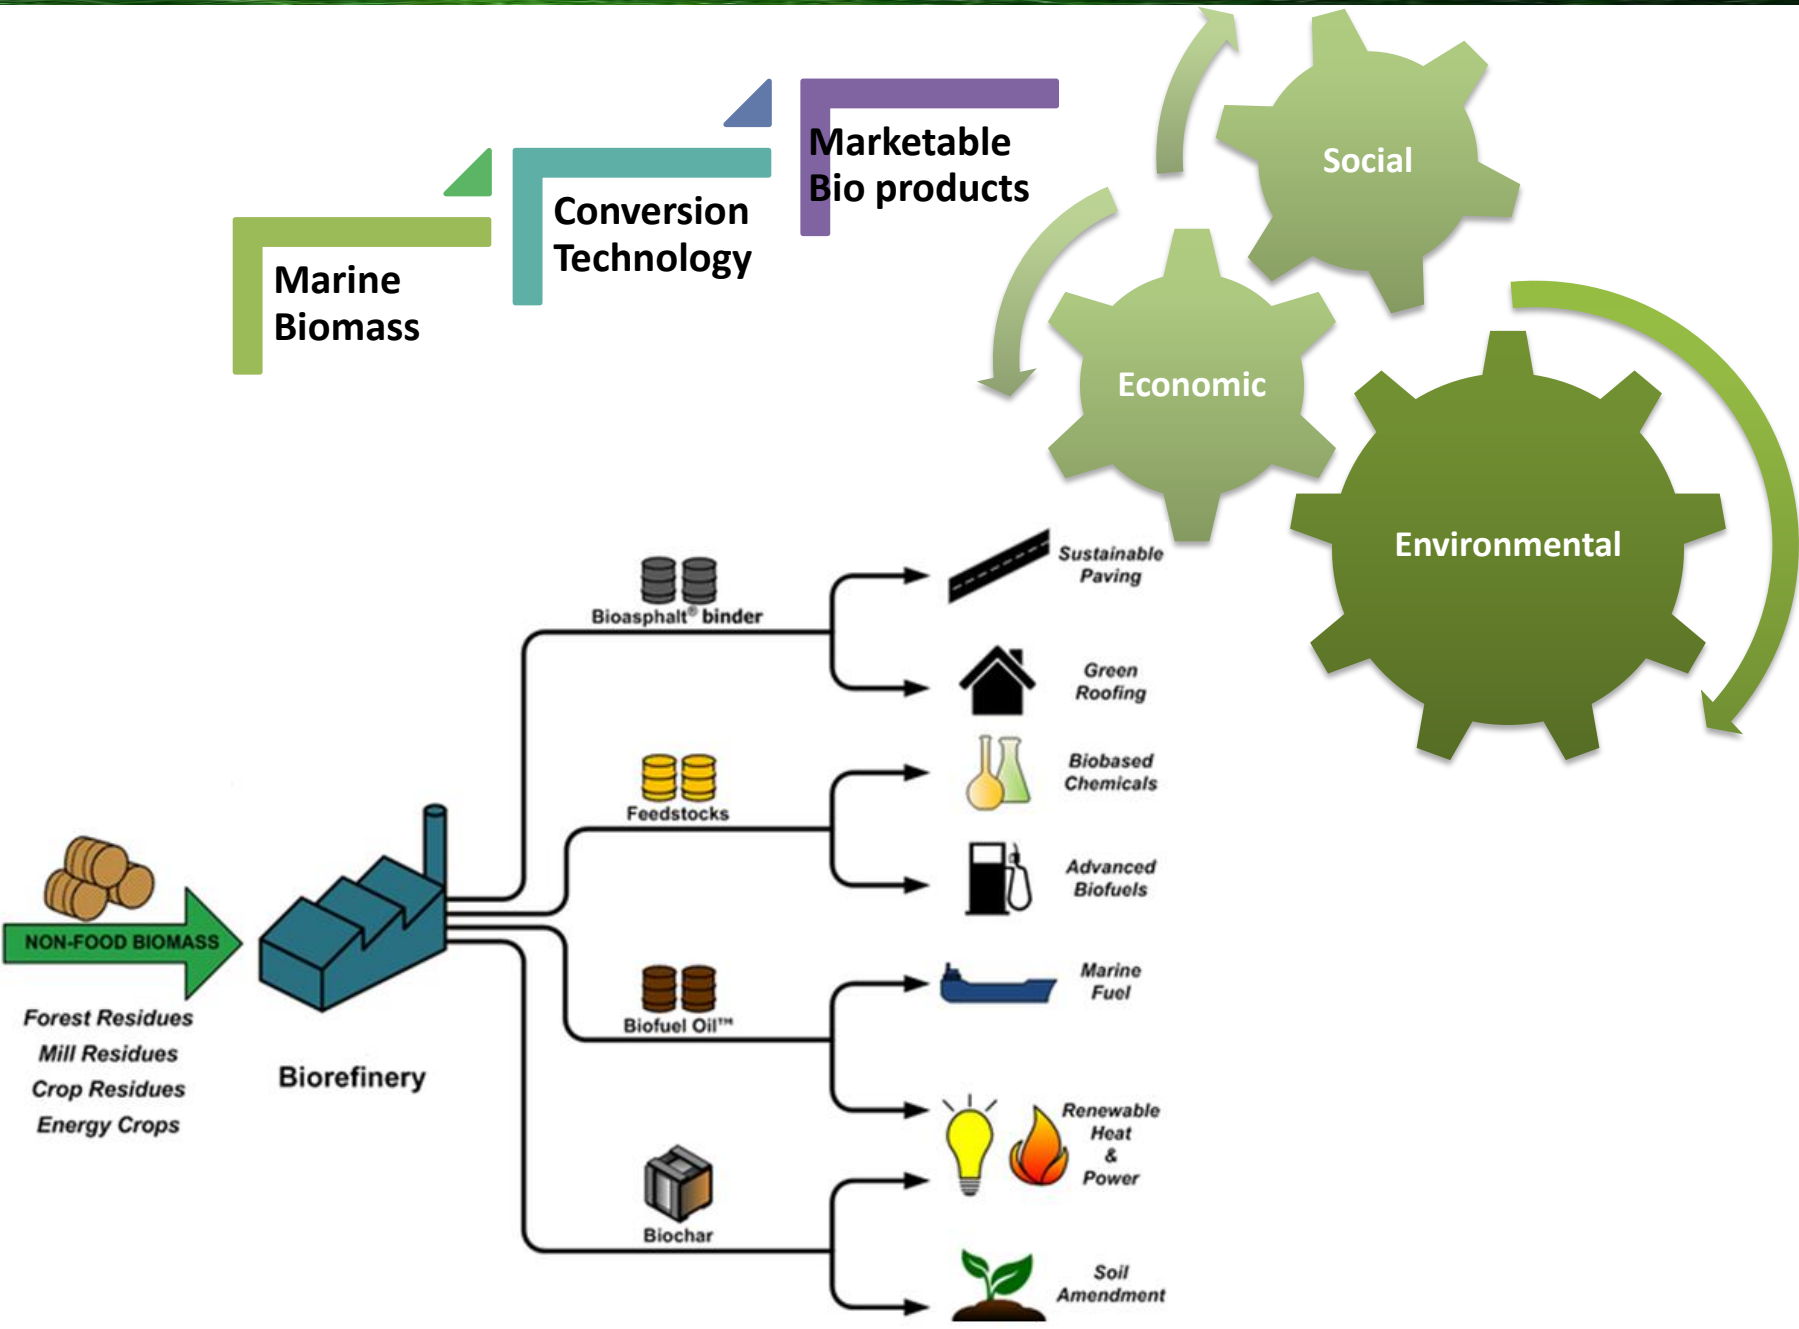 Marketable
Bio products
Conversion
Technology
Marine
Biomass
Social
Economic
Environmental
Sustainable
Paving
Bioasphalt® binder
Green
Roofing
Biobased
Chemicals
Feedstocks
Advanced
Biofuels
NON-FOOD BIOMASS
Forest Residues
Mill Residues
Crop Residues
Energy Crops
Biorefinery
Marine
Fuel
Biofuel Oil™
Renewable
Heat
&
Power
Biochar
Soil
Amendment